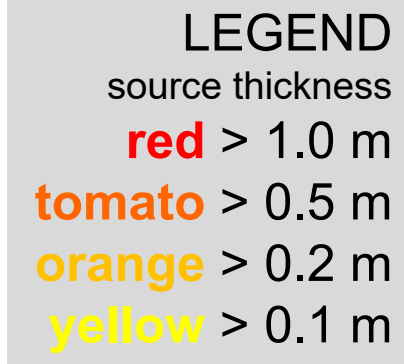 LEGEND
source thickness
red > 1.0 m
tomato > 0.5 m
orange > 0.2 m
yellow > 0.1 m